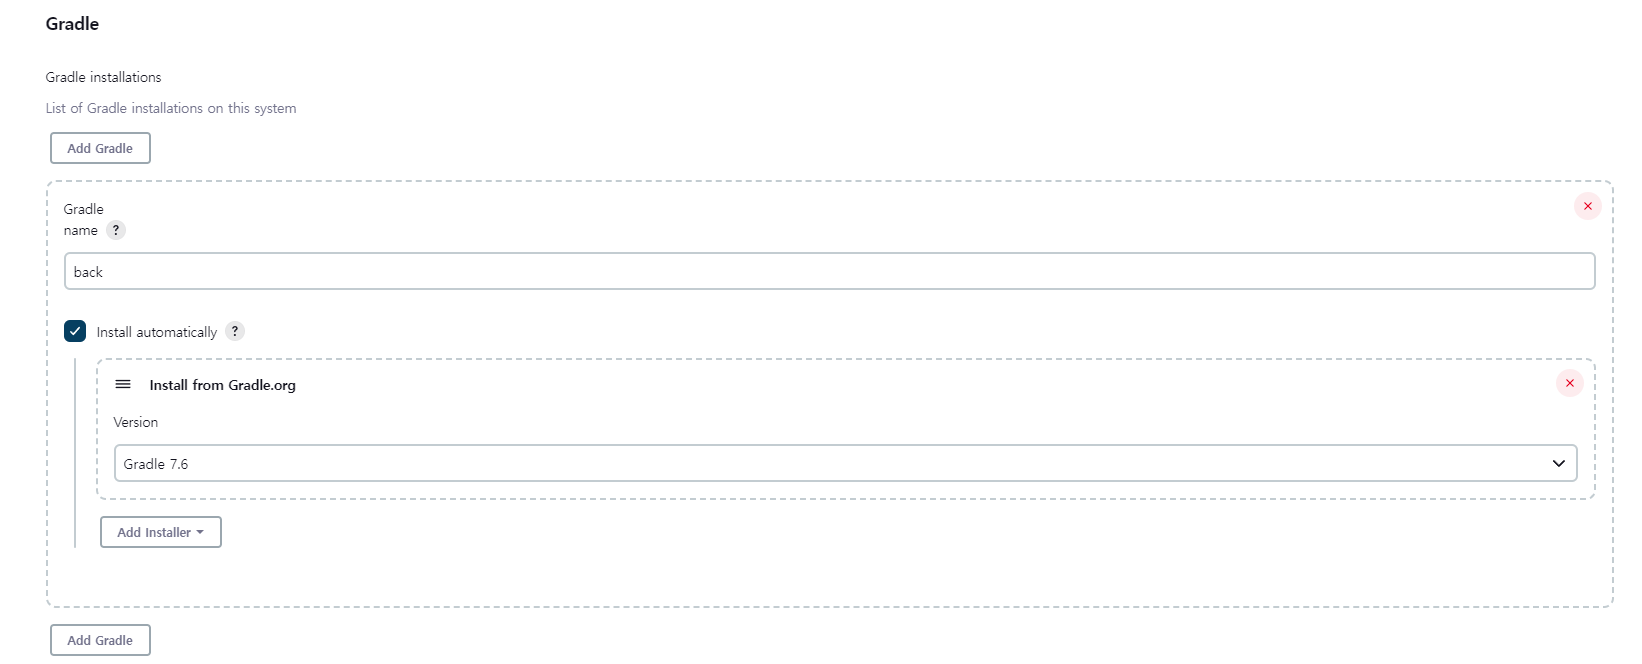 Gradle
Gradle installations
List of Gradle installations on this system
Add Gradle
Gradle
name ?
back
Install automatically ?
Install from Gradle.org
Version
Gradle 7.6
Add Installer
Add Gradle